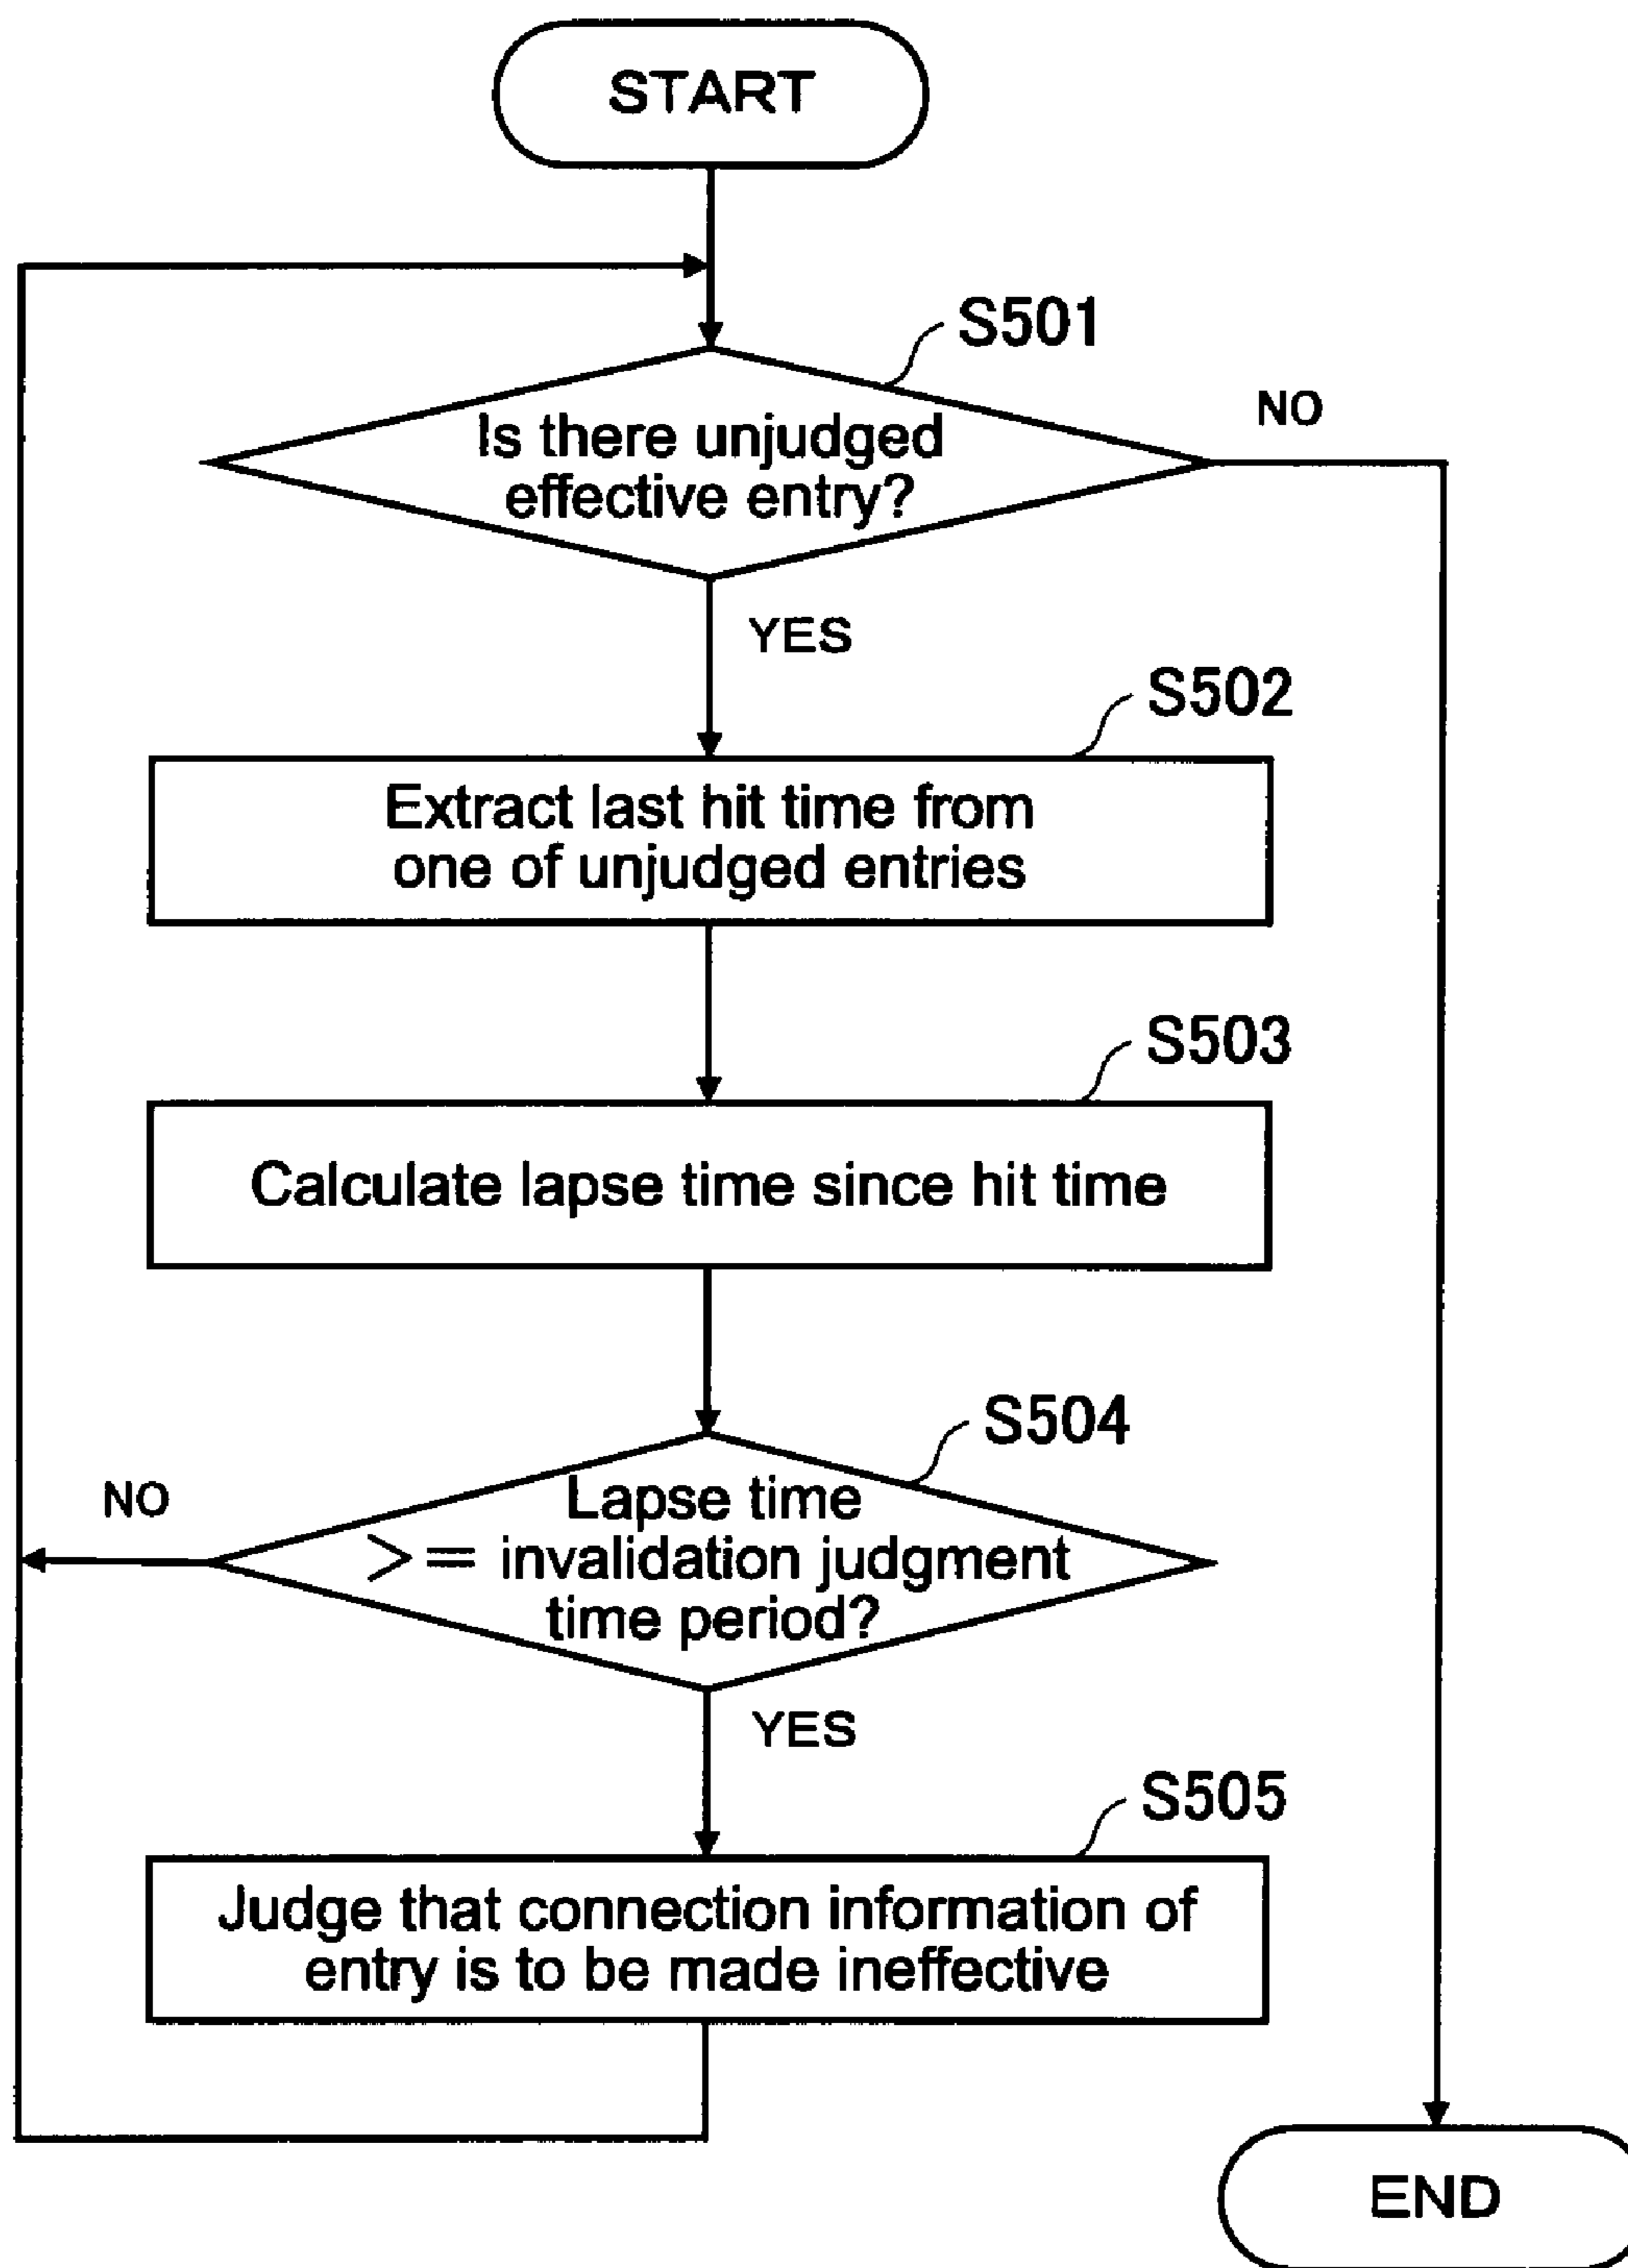 START
S501
NO
Is there unjudged
effective entry?
YES
S502
Extract last hit time from
one of unjudged entries
S503
Calculate lapse time since hit time
S504
NO
Lapse time
>= invalidation judgment
time period?
YES
S505
Judge that connection information of
entry is to be made ineffective
END